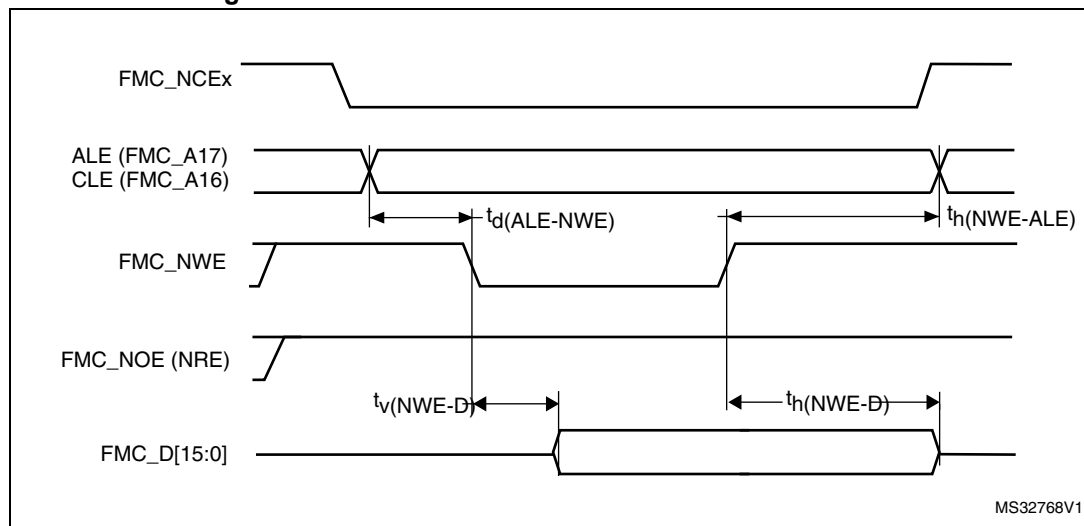 FMC_NCEx
ALE (FMC_A17)
CLE (FMC_A16)
td(ALE-NWE)
th(NWE-ALE)
FMC_NWE
FMC_NOE (NRE)
tv(NWE-D)
th(NWE-D)
FMC_D[15:0]
MS32768V1